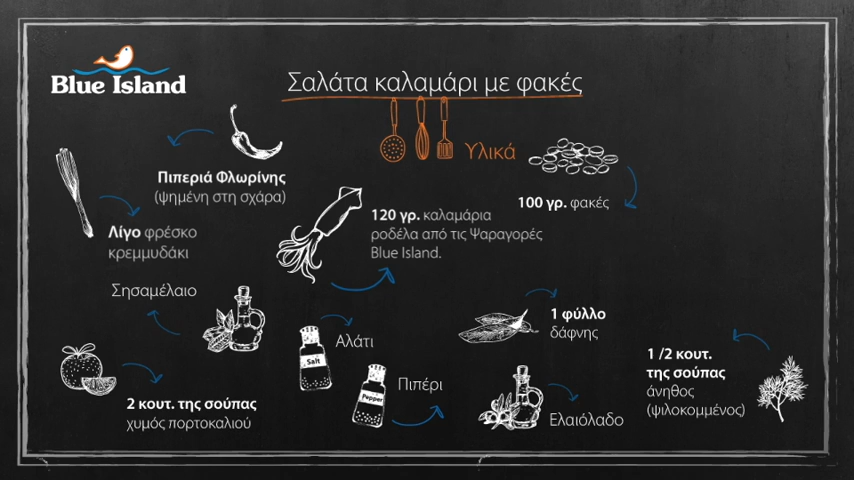 Blue Island
Σαλάτα καλαμάρι με φακές
Υλικά
Πιπεριά Φλωρίνης
(ψημένη στη σχάρα)
100 γρ. φακές
Λίγο φρέσκο
κρεμμυδάκι
120 γρ. καλαμάρια
ροδέλα από τις Ψαραγορές
Blue Island.
Σησαμέλαιο
Αλάτι
Salt
1 φύλλο
δάφνης
1 /2 κουτ.
της σούπας
άνηθος
(ψιλοκομμένος)
2 κουτ. της σούπας
χυμός πορτοκαλιού
Πιπέρι
Pepper
Ελαιόλαδο